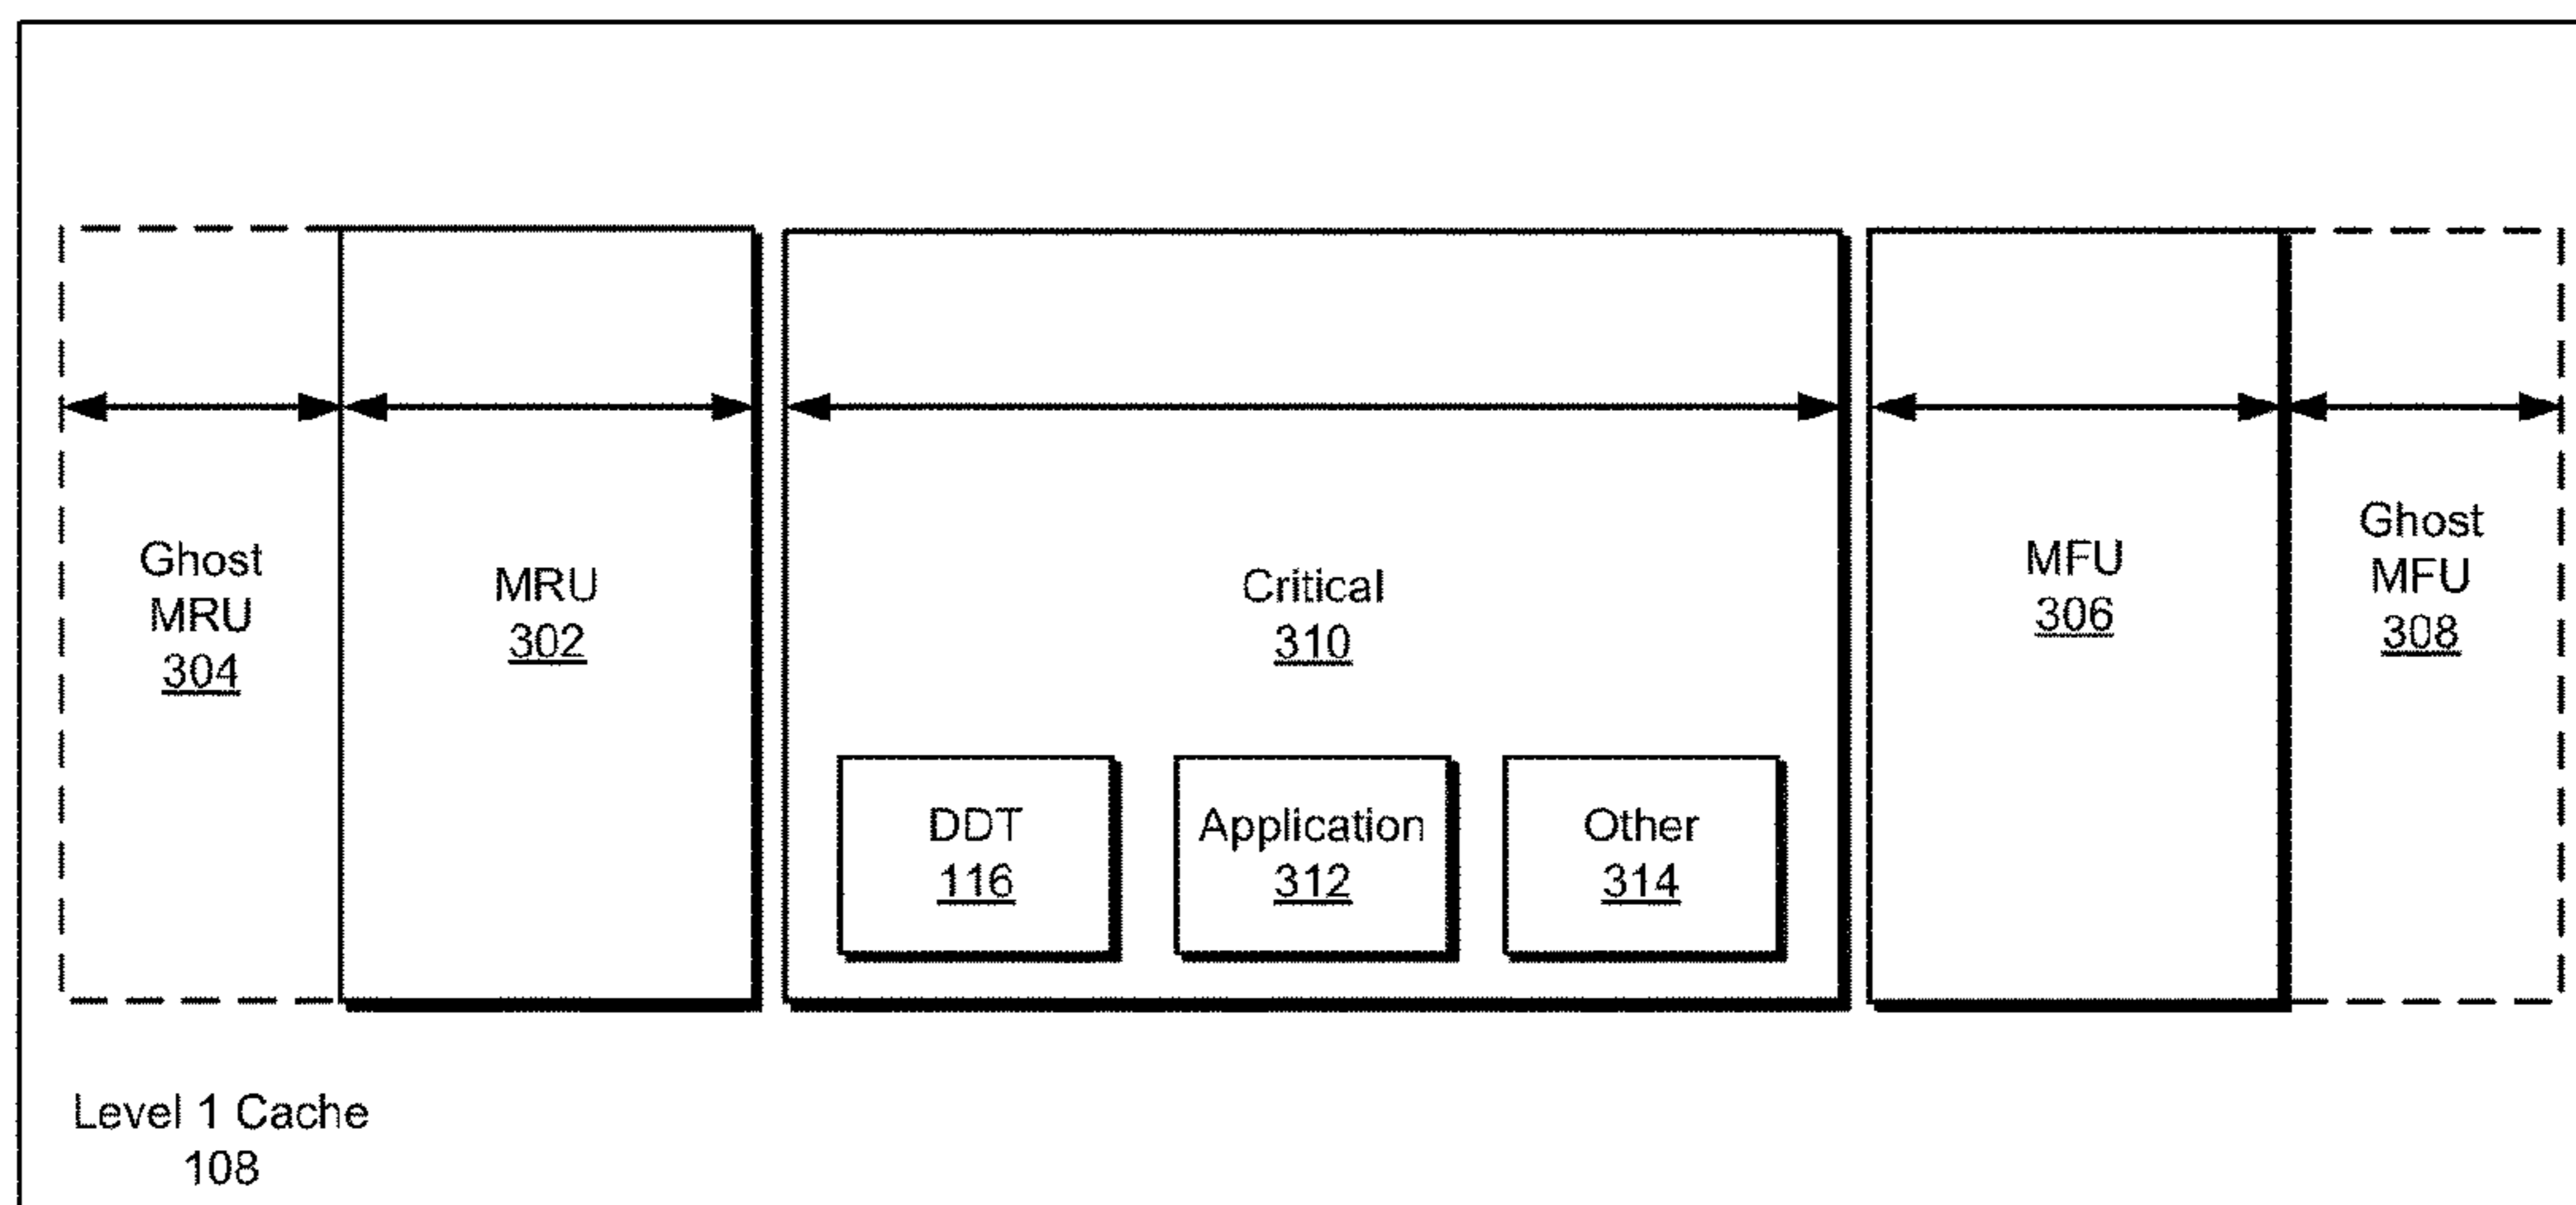 Ghost
MRU
304
MRU
302
Critical
310
DDT
116
Application
312
Other
314
MFU
306
Ghost
MFU
308
Level 1 Cache
108